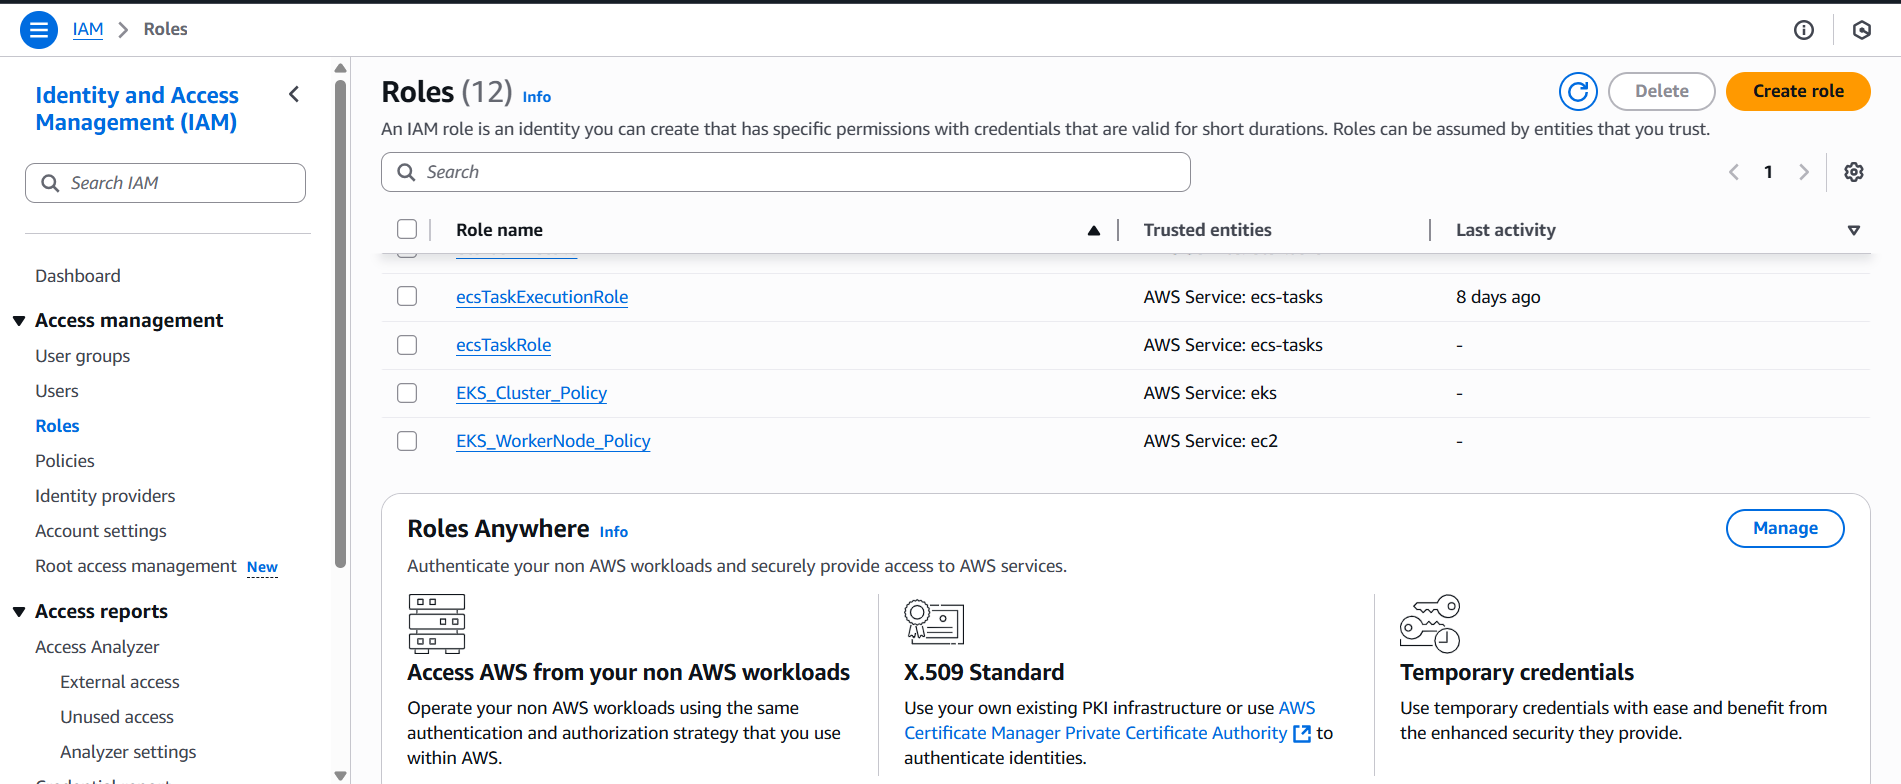 IAM > Roles
Identity and Access
Management (IAM)
Search IAM
Dashboard
Access management
User groups
Users
Roles
Policies
Identity providers
Account settings
Root access management New
Access reports
Access Analyzer
External access
Unused access
Analyzer settings
Roles (12) Info
Delete
Create role
An IAM role is an identity you can create that has specific permissions with credentials that are valid for short durations. Roles can be assumed by entities that you trust.
Search
1
Role name Trusted entities Last activity
ecsTaskExecutionRole AWS Service: ecs-tasks 8 days ago
ecsTaskRole AWS Service: ecs-tasks -
EKS_Cluster_Policy AWS Service: eks -
EKS_WorkerNode_Policy AWS Service: ec2 -
Roles Anywhere Info
Manage
Authenticate your non AWS workloads and securely provide access to AWS services.
Access AWS from your non AWS workloads
Operate your non AWS workloads using the same
authentication and authorization strategy that you use
within AWS.
X.509 Standard
Use your own existing PKI infrastructure or use AWS
Certificate Manager Private Certificate Authority to
authenticate identities.
Temporary credentials
Use temporary credentials with ease and benefit from
the enhanced security they provide.